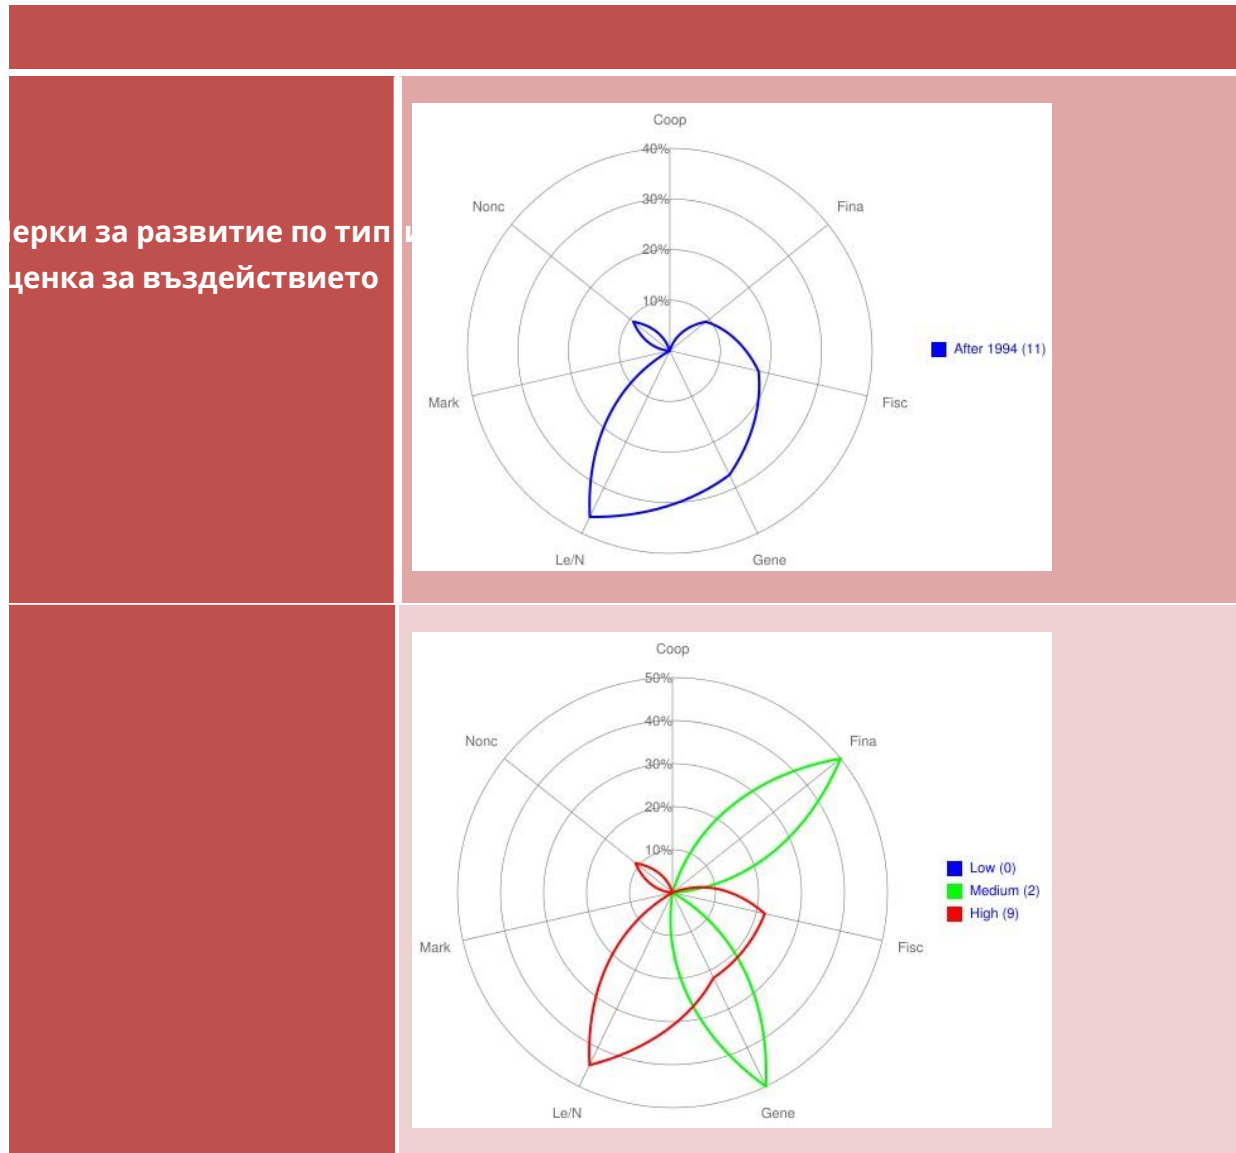 ерки за развитие по тип и
ценка за въздействието
Coop
40%
Nonc
30%
Fina
20%
10%
After 1994 (11)
Mark
Fisc
Le/N
Gene
Coop
50%
40%
Nonc
Fina
30%
20%
10%
Low (0)
Medium (2)
High (9)
Mark
Fisc
Le/N
Gene